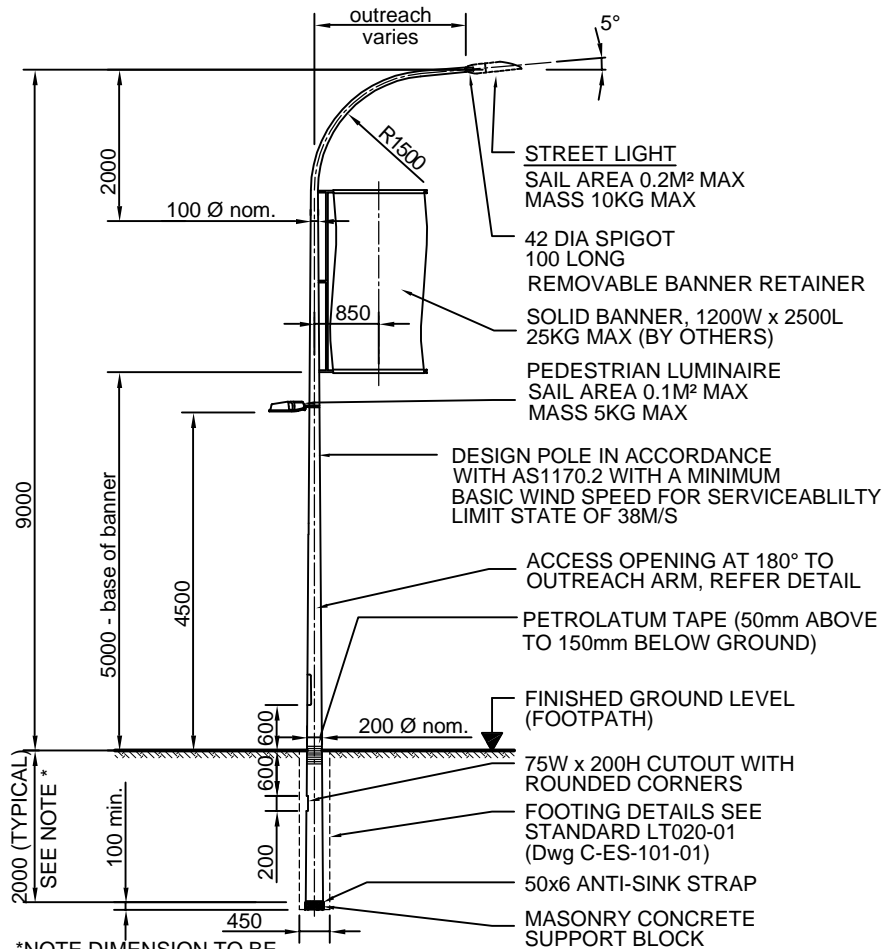 outreach
varies
5°
2000
R1500
STREET LIGHT
SAIL AREA 0.2M² MAX
MASS 10KG MAX
100 Ø nom.
42 DIA SPIGOT
100 LONG
REMOVABLE BANNER RETAINER
850
SOLID BANNER, 1200W x 2500L
25KG MAX (BY OTHERS)
PEDESTRIAN LUMINAIRE
SAIL AREA 0.1M² MAX
MASS 5KG MAX
DESIGN POLE IN ACCORDANCE
WITH AS1170.2 WITH A MINIMUM
BASIC WIND SPEED FOR SERVICEABLILTY
LIMIT STATE OF 38M/S
9000
5000 - base of banner
4500
ACCESS OPENING AT 180° TO
OUTREACH ARM, REFER DETAIL
PETROLATUM TAPE (50mm ABOVE
TO 150mm BELOW GROUND)
600
200 Ø nom.
FINISHED GROUND LEVEL
(FOOTPATH)
600
75W x 200H CUTOUT WITH
ROUNDED CORNERS
2000 (TYPICAL)
SEE NOTE *
100 min.
200
FOOTING DETAILS SEE
STANDARD LT020-01
(Dwg C-ES-101-01)
50x6 ANTI-SINK STRAP
450
MASONRY CONCRETE
SUPPORT BLOCK
*NOTE DIMENSION TO BE